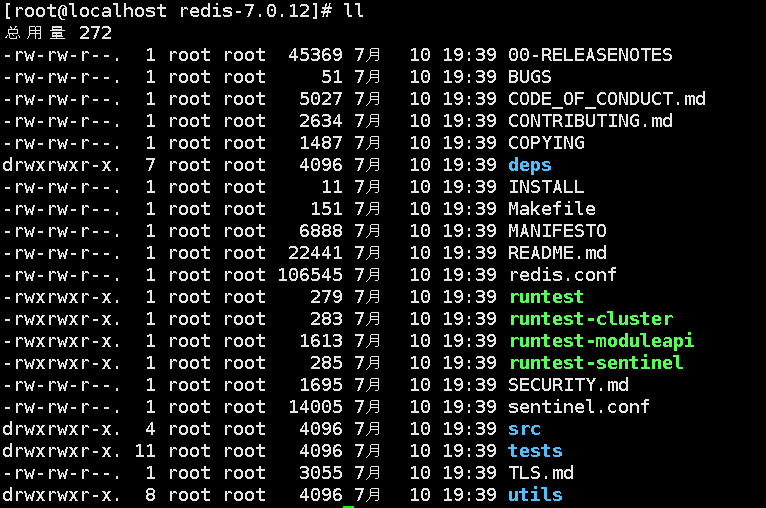 [root@localhost redis-7.0.12]# ll
总用量 272
-rw-rw-r--.  1 root root  45369 7月   10 19:39 00-RELEASENOTES
-rw-rw-r--.  1 root root     51 7月   10 19:39 BUGS
-rw-rw-r--.  1 root root   5027 7月   10 19:39 CODE_OF_CONDUCT.md
-rw-rw-r--.  1 root root   2634 7月   10 19:39 CONTRIBUTING.md
-rw-rw-r--.  1 root root   1487 7月   10 19:39 COPYING
drwxrwxr-x.  7 root root   4096 7月   10 19:39 deps
-rw-rw-r--.  1 root root     11 7月   10 19:39 INSTALL
-rw-rw-r--.  1 root root    151 7月   10 19:39 Makefile
-rw-rw-r--.  1 root root   6888 7月   10 19:39 MANIFESTO
-rw-rw-r--.  1 root root  22441 7月   10 19:39 README.md
-rw-rw-r--.  1 root root 106545 7月   10 19:39 redis.conf
-rwxrwxr-x.  1 root root    279 7月   10 19:39 runtest
-rwxrwxr-x.  1 root root    283 7月   10 19:39 runtest-cluster
-rwxrwxr-x.  1 root root   1613 7月   10 19:39 runtest-moduleapi
-rwxrwxr-x.  1 root root    285 7月   10 19:39 runtest-sentinel
-rw-rw-r--.  1 root root   1695 7月   10 19:39 SECURITY.md
-rw-rw-r--.  1 root root  14005 7月   10 19:39 sentinel.conf
drwxrwxr-x.  4 root root   4096 7月   10 19:39 src
drwxrwxr-x. 11 root root   4096 7月   10 19:39 tests
-rw-rw-r--.  1 root root   3055 7月   10 19:39 TLS.md
drwxrwxr-x.  8 root root   4096 7月   10 19:39 utils